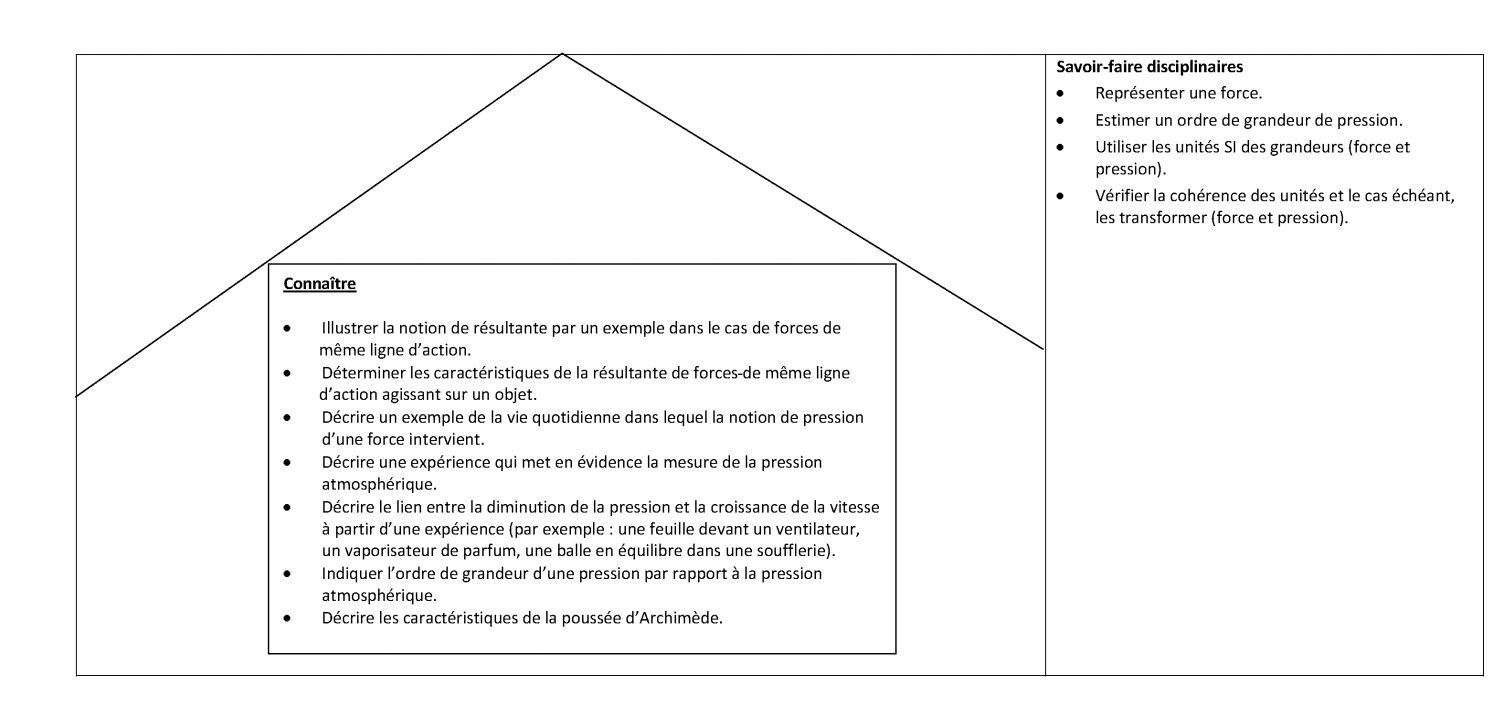 Connaître
• Illustrer la notion de résultante par un exemple dans le cas de forces de
même ligne d'action.
• Déterminer les caractéristiques de la résultante de forces-de même ligne
d'action agissant sur un objet.
• Décrire un exemple de la vie quotidienne dans lequel la notion de pression
d'une force intervient.
• Décrire une expérience qui met en évidence la mesure de la pression
atmosphérique.
• Décrire le lien entre la diminution de la pression et la croissance de la vitesse
à partir d'une expérience (par exemple : une feuille devant un ventilateur,
un vaporisateur de parfum, une balle en équilibre dans une soufflerie).
• Indiquer l'ordre de grandeur d'une pression par rapport à la pression
atmosphérique.
• Décrire les caractéristiques de la poussée d'Archimède.
Savoir-faire disciplinaires
• Représenter une force.
• Estimer un ordre de grandeur de pression.
• Utiliser les unités SI des grandeurs (force et
pression).
• Vérifier la cohérence des unités et le cas échéant,
les transformer (force et pression).